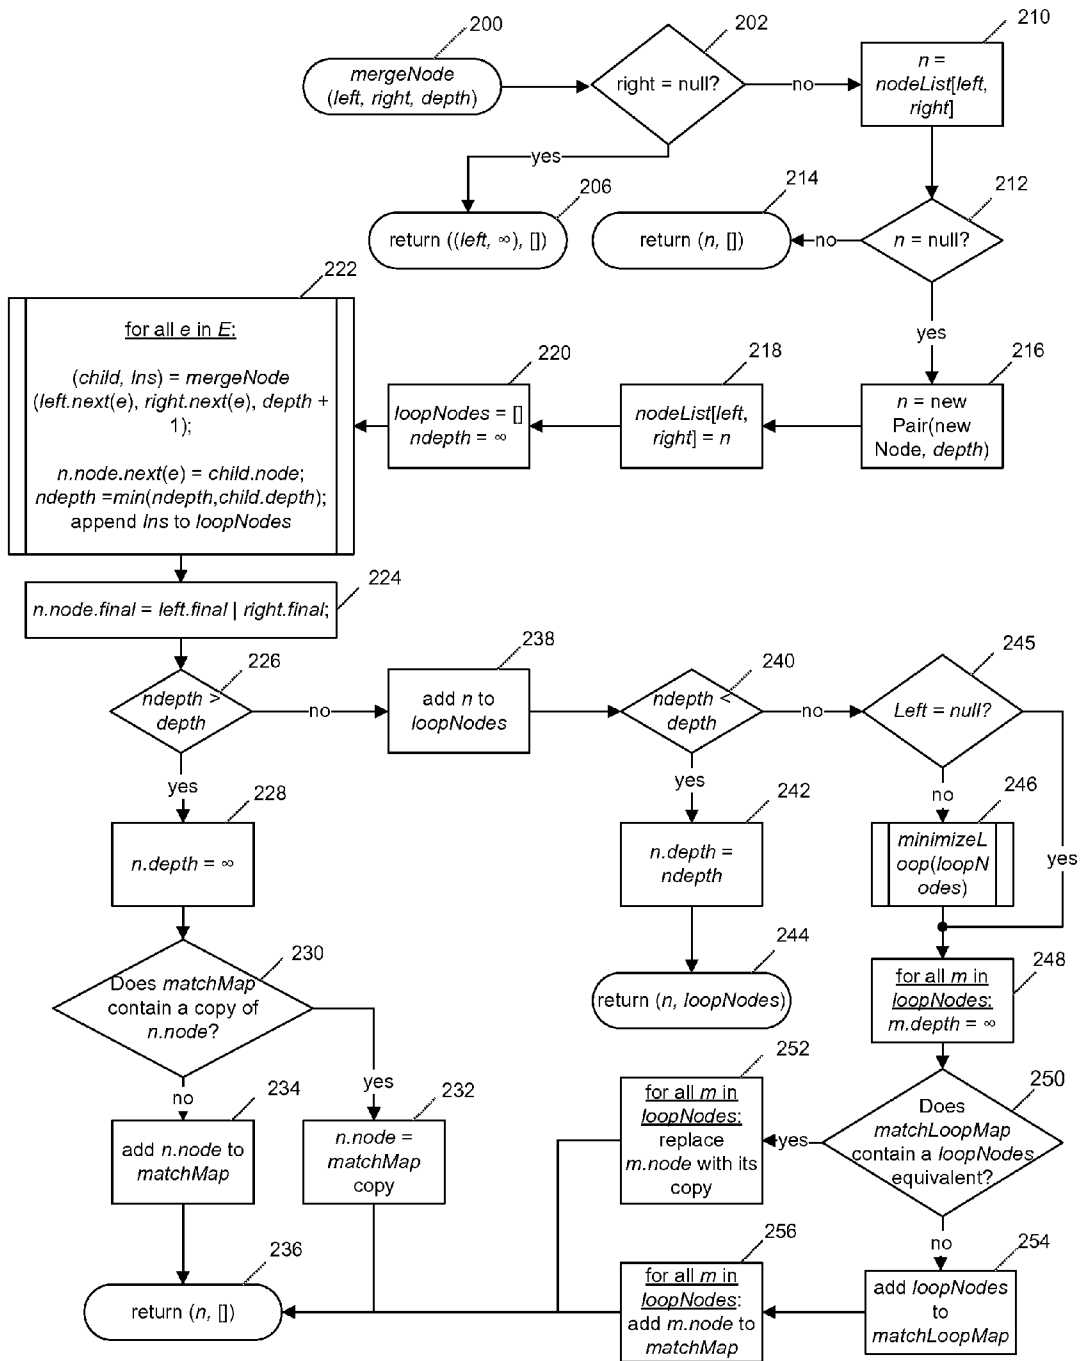 200
mergeNode
(left, right, depth)
202
right = null?
no
210
n =
nodeList[left,
right]
yes
206
return ((left, ∞), [])
214
return (n, [])
no
212
n = null?
yes
222
for all e in E:
(child, lns) = mergeNode
(left.next(e), right.next(e), depth +
1);
n.node.next(e) = child.node;
ndepth =min(ndepth,child.depth);
append lns to loopNodes
220
loopNodes = []
ndepth = ∞
218
nodeList[left,
right] = n
216
n = new
Pair(new
Node, depth)
224
n.node.final = left.final | right.final;
226
ndepth >
depth
no
238
add n to
loopNodes
240
ndepth <
depth
no
245
Left = null?
yes
228
n.depth = ∞
yes
242
n.depth =
ndepth
no
246
minimizeL
oop(loopN
odes)
yes
230
Does matchMap
contain a copy of
n.node?
244
return (n, loopNodes)
248
for all m in
loopNodes:
m.depth = ∞
no
234
add n.node to
matchMap
yes
232
n.node =
matchMap
copy
252
for all m in
loopNodes:
replace
m.node with its
copy
yes
250
Does
matchLoopMap
contain a loopNodes
equivalent?
no
236
return (n, [])
256
for all m in
loopNodes:
add m.node to
matchMap
254
add loopNodes
to
matchLoopMap